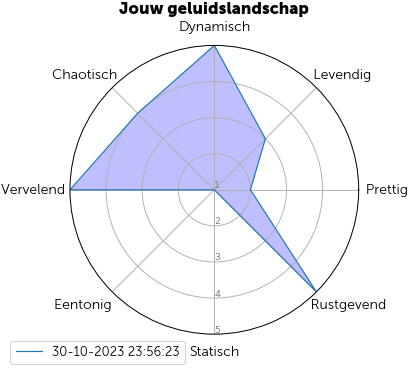 Jouw geluidslandschap
Dynamisch
Chaotisch
Levendig
Vervelend
1
Prettig
2
3
4
Eentonig
Rustgevend
5
30-10-2023 23:56:23
Statisch